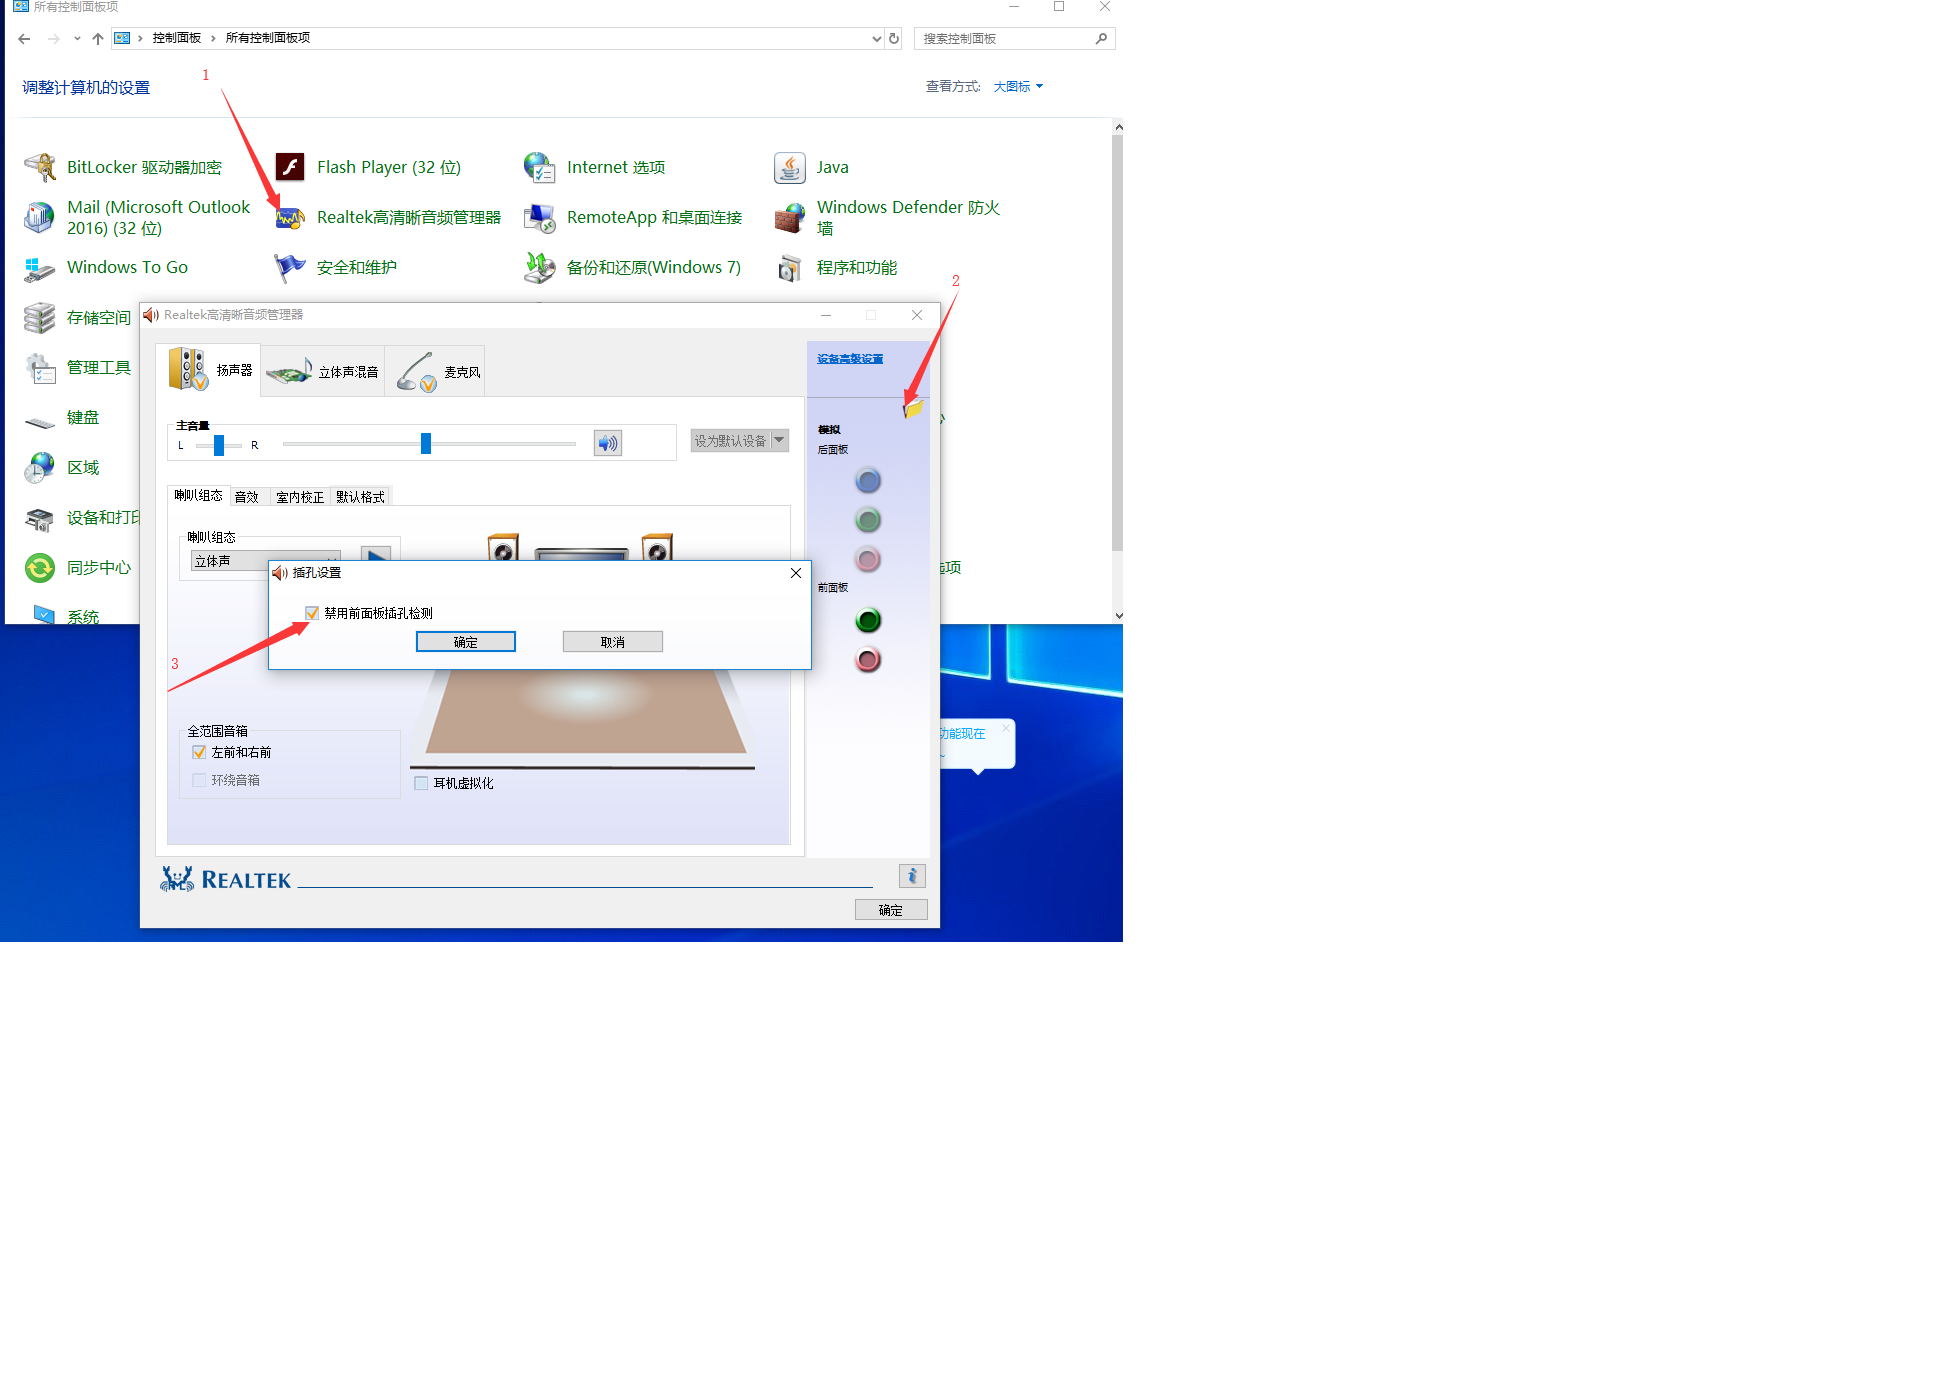 所有控制面板项
控制面板 › 所有控制面板项
搜索控制面板
1
调整计算机的设置
查看方式: 大图标
BitLocker 驱动器加密
Flash Player (32 位)
Internet 选项
Java
Mail (Microsoft Outlook
2016) (32 位)
Realtek高清晰音频管理器
RemoteApp 和桌面连接
Windows Defender 防火
墙
Windows To Go
安全和维护
备份和还原(Windows 7)
程序和功能
2
存储空间
管理工具
键盘
区域
设备和打印
同步中心
系统
选项
Realtek高清晰音频管理器
扬声器
立体声混音
麦克风
设备高级设置
主音量
L
R
设为默认设备
模拟
后面板
喇叭组态
音效
室内校正
默认格式
喇叭组态
立体声
插孔设置
禁用前面板插孔检测
确定
取消
前面板
3
全范围音箱
左前和右前
环绕音箱
耳机虚拟化
功能现在
~
REALTEK
i
确定